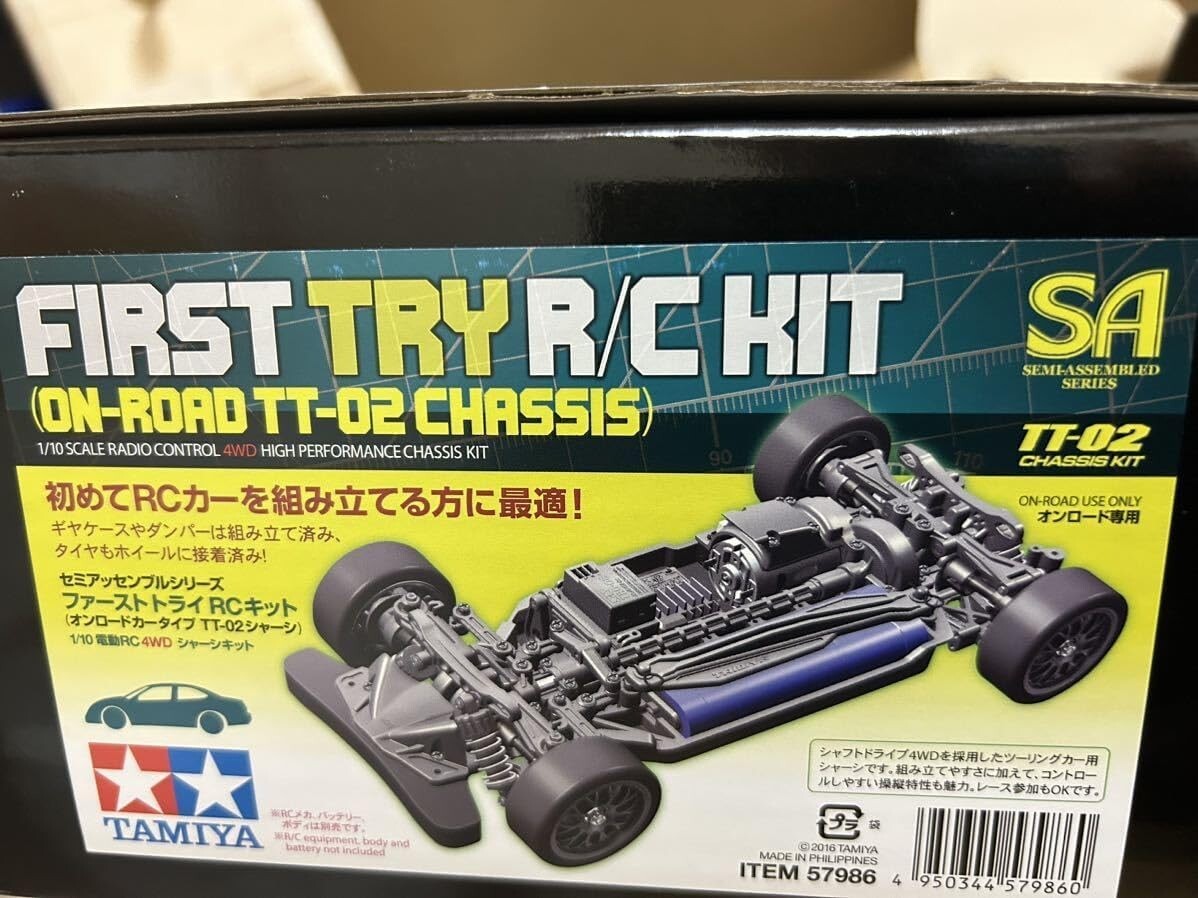 FIRST TRY R/C KIT
(ON-ROAD TT-02 CHASSIS)
1/10 SCALE RADIO CONTROL 4WD HIGH PERFORMANCE CHASSIS KIT
SA
SEMI-ASSEMBLED
SERIES
TT-02
CHASSIS KIT
90
110
ON-ROAD USE ONLY
オンロード専用
初めてRCカーを組み立てる方に最適!
ギヤケースやダンパーは組み立て済み、
タイヤもホイールに接着済み!
セミアッセンブルシリーズ
ファーストトライ RCキット
(オンロードカータイプ TT-02シャーシ)
1/10 電動RC 4WD シャーシキット
TAMIYA
※RCメカ、バッテリー、
ボディは別売です。
※R/C equipment, body and
battery not included
シャフトドライブ4WDを採用したツーリングカー用
シャーシです。組み立てやすさに加えて、コントロー
ルしやすい操縦特性も魅力。レース参加もOKです。
プラ 袋
© 2016 TAMIYA
MADE IN PHILIPPINES
ITEM 57986
4 950344 579860